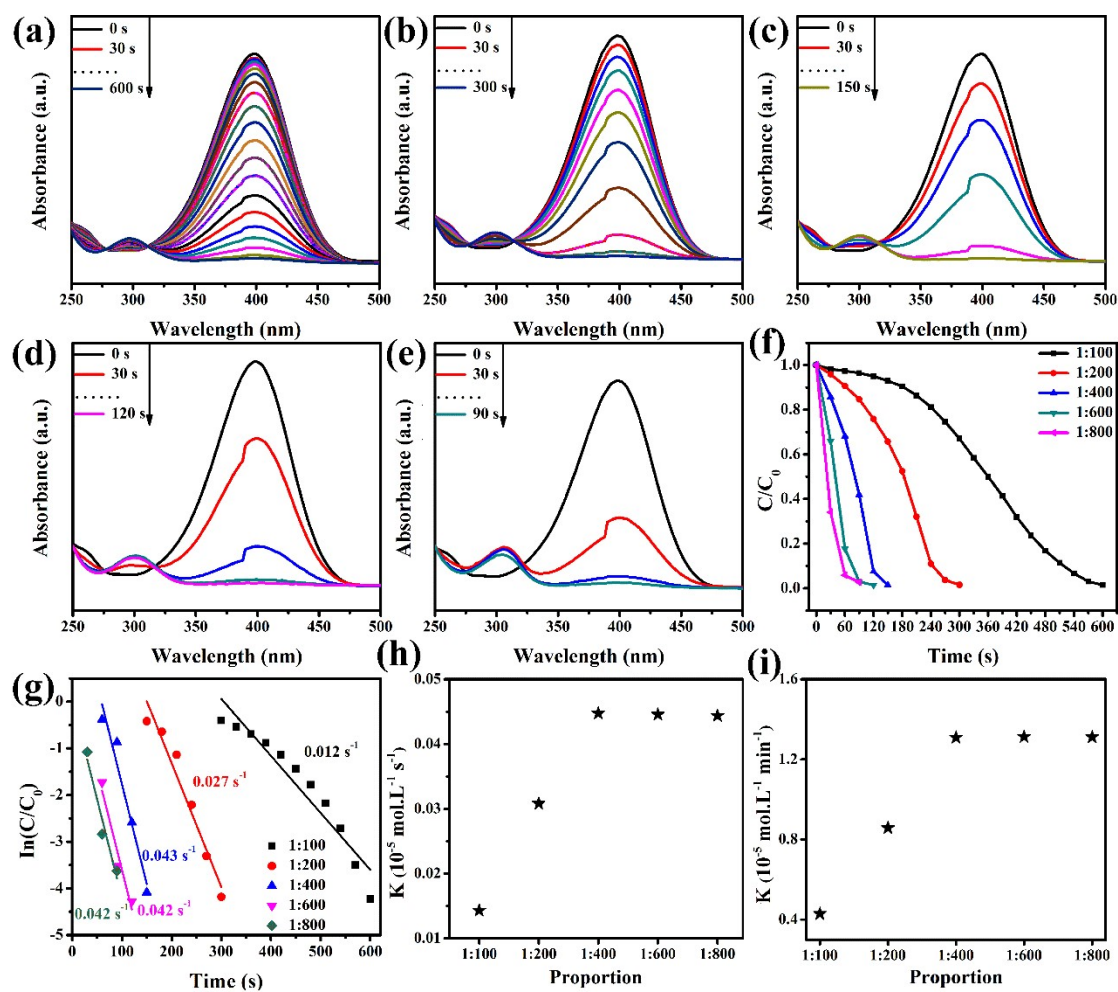 (a)
0 s
30 s
........
600 s
Absorbance (a.u.)
250 300 350 400 450 500
Wavelength (nm)
(b)
0 s
30 s
........
300 s
Absorbance (a.u.)
250 300 350 400 450 500
Wavelength (nm)
(c)
0 s
30 s
........
150 s
Absorbance (a.u.)
250 300 350 400 450 500
Wavelength (nm)
(d)
0 s
30 s
........
120 s
Absorbance (a.u.)
250 300 350 400 450 500
Wavelength (nm)
(e)
0 s
30 s
........
90 s
Absorbance (a.u.)
250 300 350 400 450 500
Wavelength (nm)
(f)
1:100
1:200
1:400
1:600
1:800
C/C0
1.0
0.8
0.6
0.4
0.2
0.0
0 60 120 180 240 300 360 420 480 540 600
Time (s)
(g)
ln(C/C0)
0
-1
-2
-3
-4
-5
0.012 s-1
0.027 s-1
0.043 s-1
0.042 s-1
0.042 s-1
1:100
1:200
1:400
1:600
1:800
0 100 200 300 400 500 600
Time (s)
(h)
K (10-5 mol.L-1 s-1)
0.05
0.04
0.03
0.02
0.01
1:100 1:200 1:400 1:600 1:800
Proportion
(i)
K (10-5 mol.L-1 min-1)
1.6
1.2
0.8
0.4
1:100 1:200 1:400 1:600 1:800
Proportion